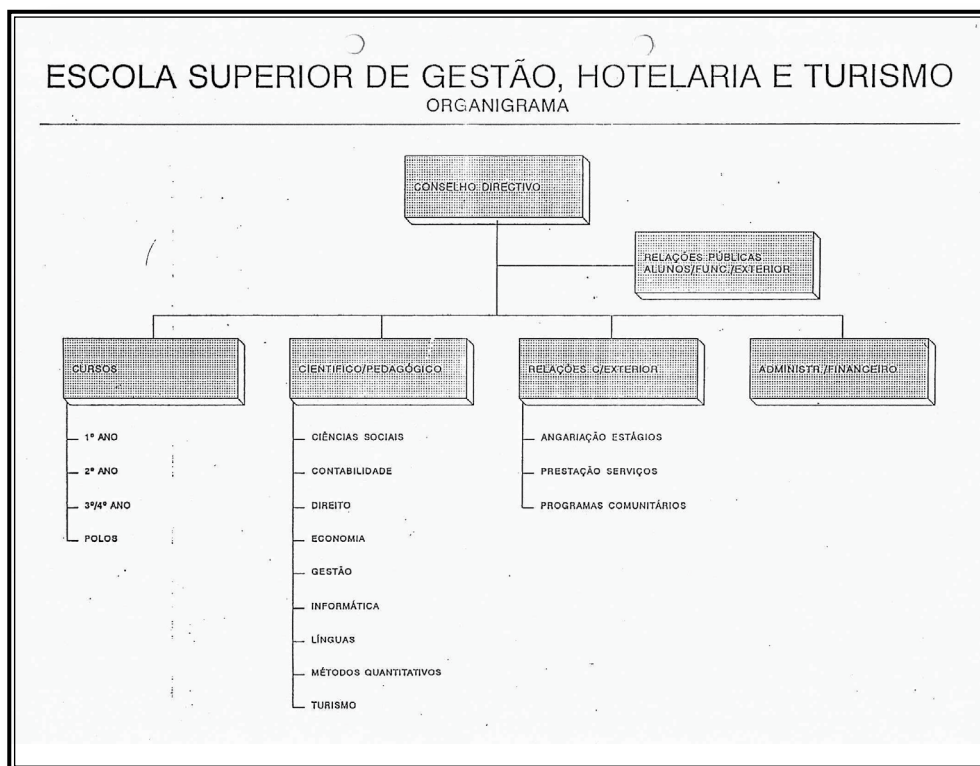 ESCOLA SUPERIOR DE GESTÃO, HOTELARIA E TURISMO
ORGANIGRAMA
CONSELHO DIRECTIVO
RELAÇÕES PÚBLICAS
ALUNOS/FUNC./EXTERIOR
CURSOS
1º ANO
2º ANO
3º/4º ANO
POLOS
CIENTIFICO/PEDAGÓGICO
CIÊNCIAS SOCIAIS
CONTABILIDADE
DIREITO
ECONOMIA
GESTÃO
INFORMÁTICA
LÍNGUAS
MÉTODOS QUANTITATIVOS
TURISMO
RELAÇÕES C/EXTERIOR
ANGARIAÇÃO ESTÁGIOS
PRESTAÇÃO SERVIÇOS
PROGRAMAS COMUNITÁRIOS
ADMINISTR./FINANCEIRO